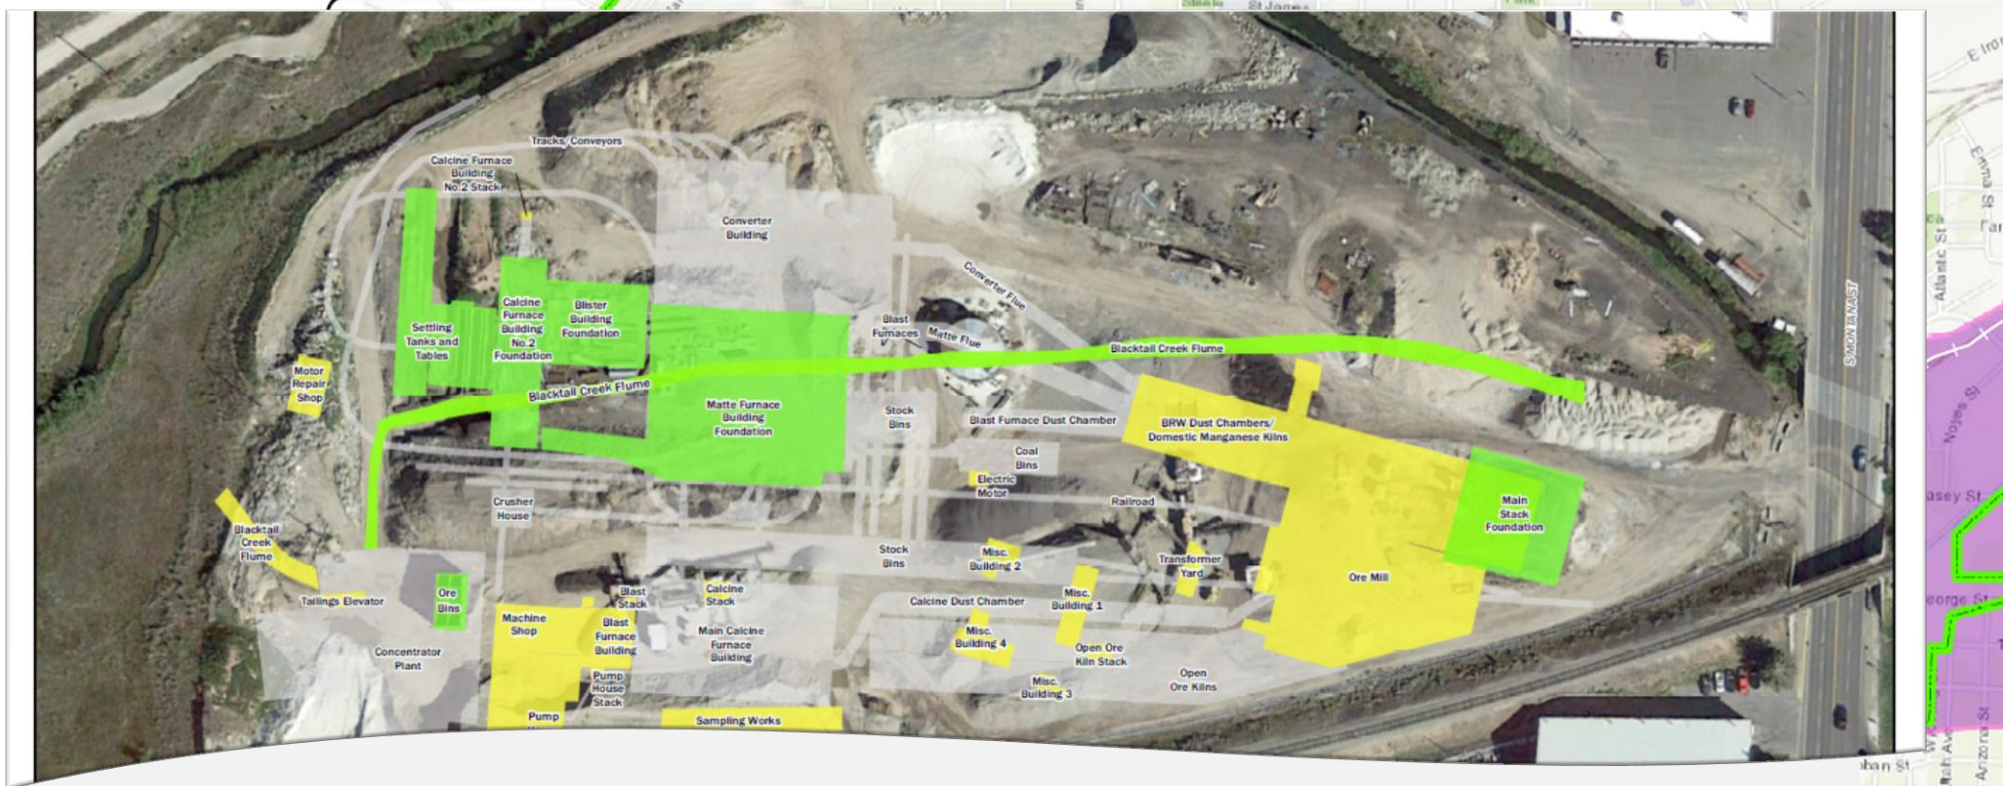 St James
Tracks/Conveyors
Calcine Furnace
Building
No.2 Stack
Converter
Building
Converter Flue
Settling
Tanks and
Tables
Calcine
Furnace
Building
No.2
Foundation
Blister
Building
Foundation
Blast
Furnaces
Matte Flue
Blacktail Creek Flume
S MONTANA ST
Motor
Repair
Shop
Blacktail Creek Flume
Matte Furnace
Building
Foundation
Stock
Bins
Blast Furnace Dust Chamber
BRW Dust Chambers/
Domestic Manganese Kilns
Coal
Bins
Electric
Motor
Railroad
Crusher
House
Main
Stack
Foundation
Blacktail
Creek
Flume
Stock
Bins
Misc.
Building 2
Transformer
Yard
Ore Mill
Tailings Elevator
Ore
Bins
Blast
Stack
Calcine
Stack
Calcine Dust Chamber
Misc.
Building 1
Machine
Shop
Blast
Furnace
Building
Main Calcine
Furnace
Building
Misc.
Building 4
Open Ore
Kiln Stack
Concentrator
Plant
Pump
House
Stack
Misc.
Building 3
Open
Ore Kilns
Pump
Sampling Works
Atlantic St
Noyes St
asey St
eorge St
Arizona St